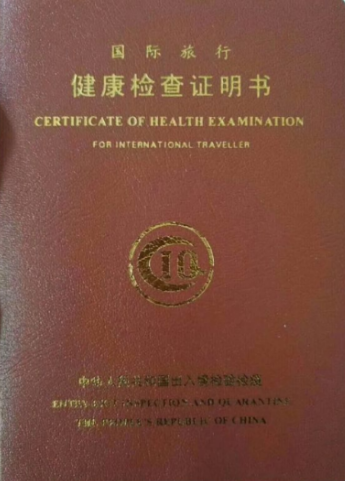 国际旅行
健康检查证明书
CERTIFICATE OF HEALTH EXAMINATION
FOR INTERNATIONAL TRAVELLER
CIQ
中华人民共和国出入境检验检疫
ENTRY-EXIT INSPECTION AND QUARANTINE
THE PEOPLE'S REPUBLIC OF CHINA